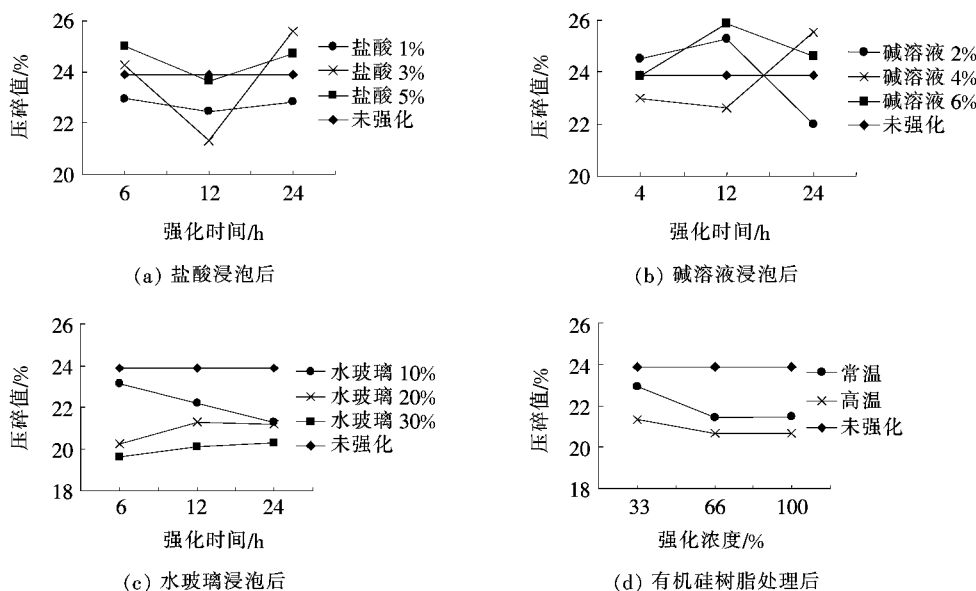 26
24
22
20
压碎值/%
6
12
24
强化时间/h
盐酸 1%
盐酸 3%
盐酸 5%
未强化
(a) 盐酸浸泡后
26
24
22
20
压碎值/%
4
12
24
强化时间/h
碱溶液 2%
碱溶液 4%
碱溶液 6%
未强化
(b) 碱溶液浸泡后
26
24
22
20
18
压碎值/%
6
12
24
强化时间/h
水玻璃 10%
水玻璃 20%
水玻璃 30%
未强化
(c) 水玻璃浸泡后
26
24
22
20
18
压碎值/%
33
66
100
强化浓度/%
常温
高温
未强化
(d) 有机硅树脂处理后